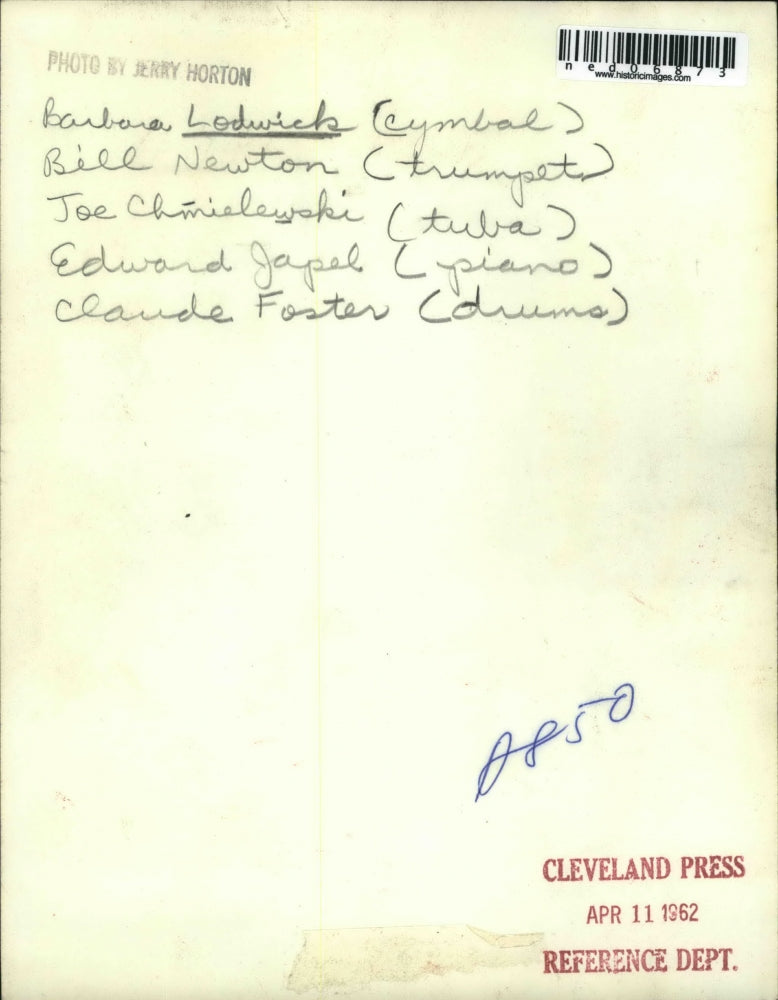 PHOTO BY JERRY HORTON
ned06873
www.historicimages.com
Barbara Lodwick (cymbal)
Bill Newton (trumpet)
Joe Chmielewski (tuba)
Edward Japel (piano)
Claude Foster (drums)
A850
CLEVELAND PRESS
APR 11 1962
REFERENCE DEPT.